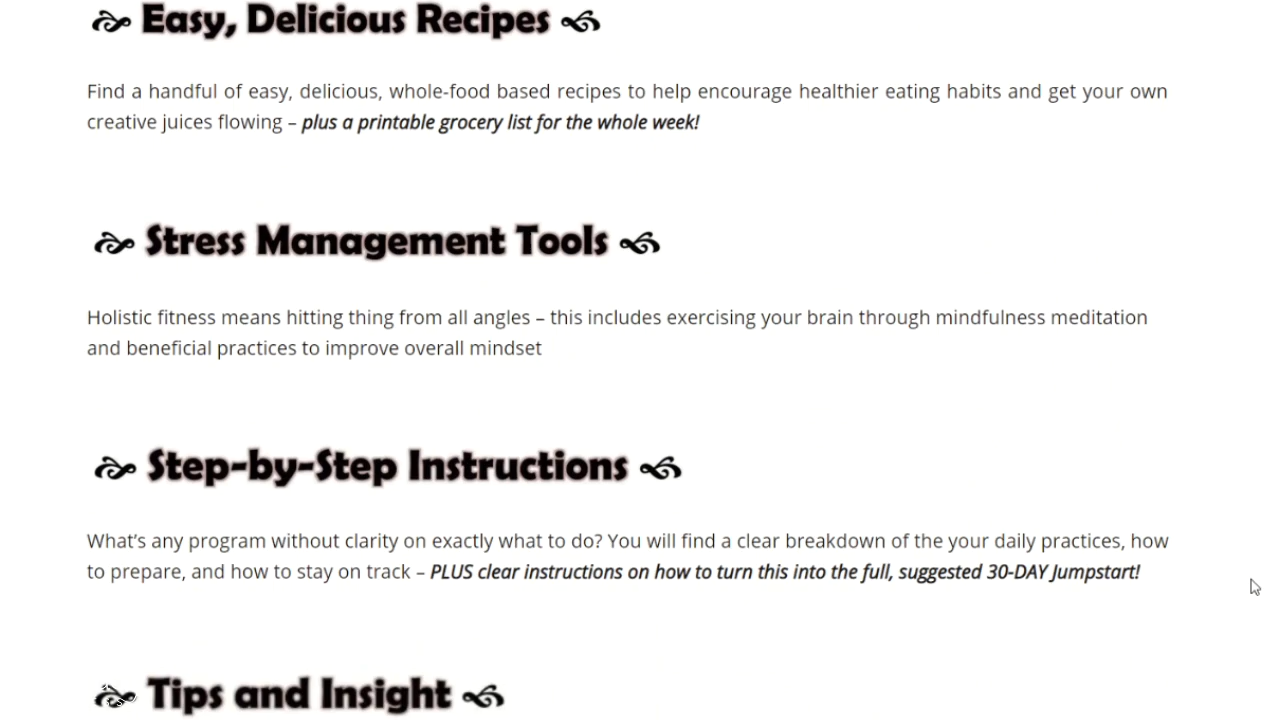 Easy, Delicious Recipes
Find a handful of easy, delicious, whole-food based recipes to help encourage healthier eating habits and get your own
creative juices flowing – plus a printable grocery list for the whole week!
Stress Management Tools
Holistic fitness means hitting thing from all angles – this includes exercising your brain through mindfulness meditation
and beneficial practices to improve overall mindset
Step-by-Step Instructions
What’s any program without clarity on exactly what to do? You will find a clear breakdown of the your daily practices, how
to prepare, and how to stay on track – PLUS clear instructions on how to turn this into the full, suggested 30-DAY Jumpstart!
Tips and Insight